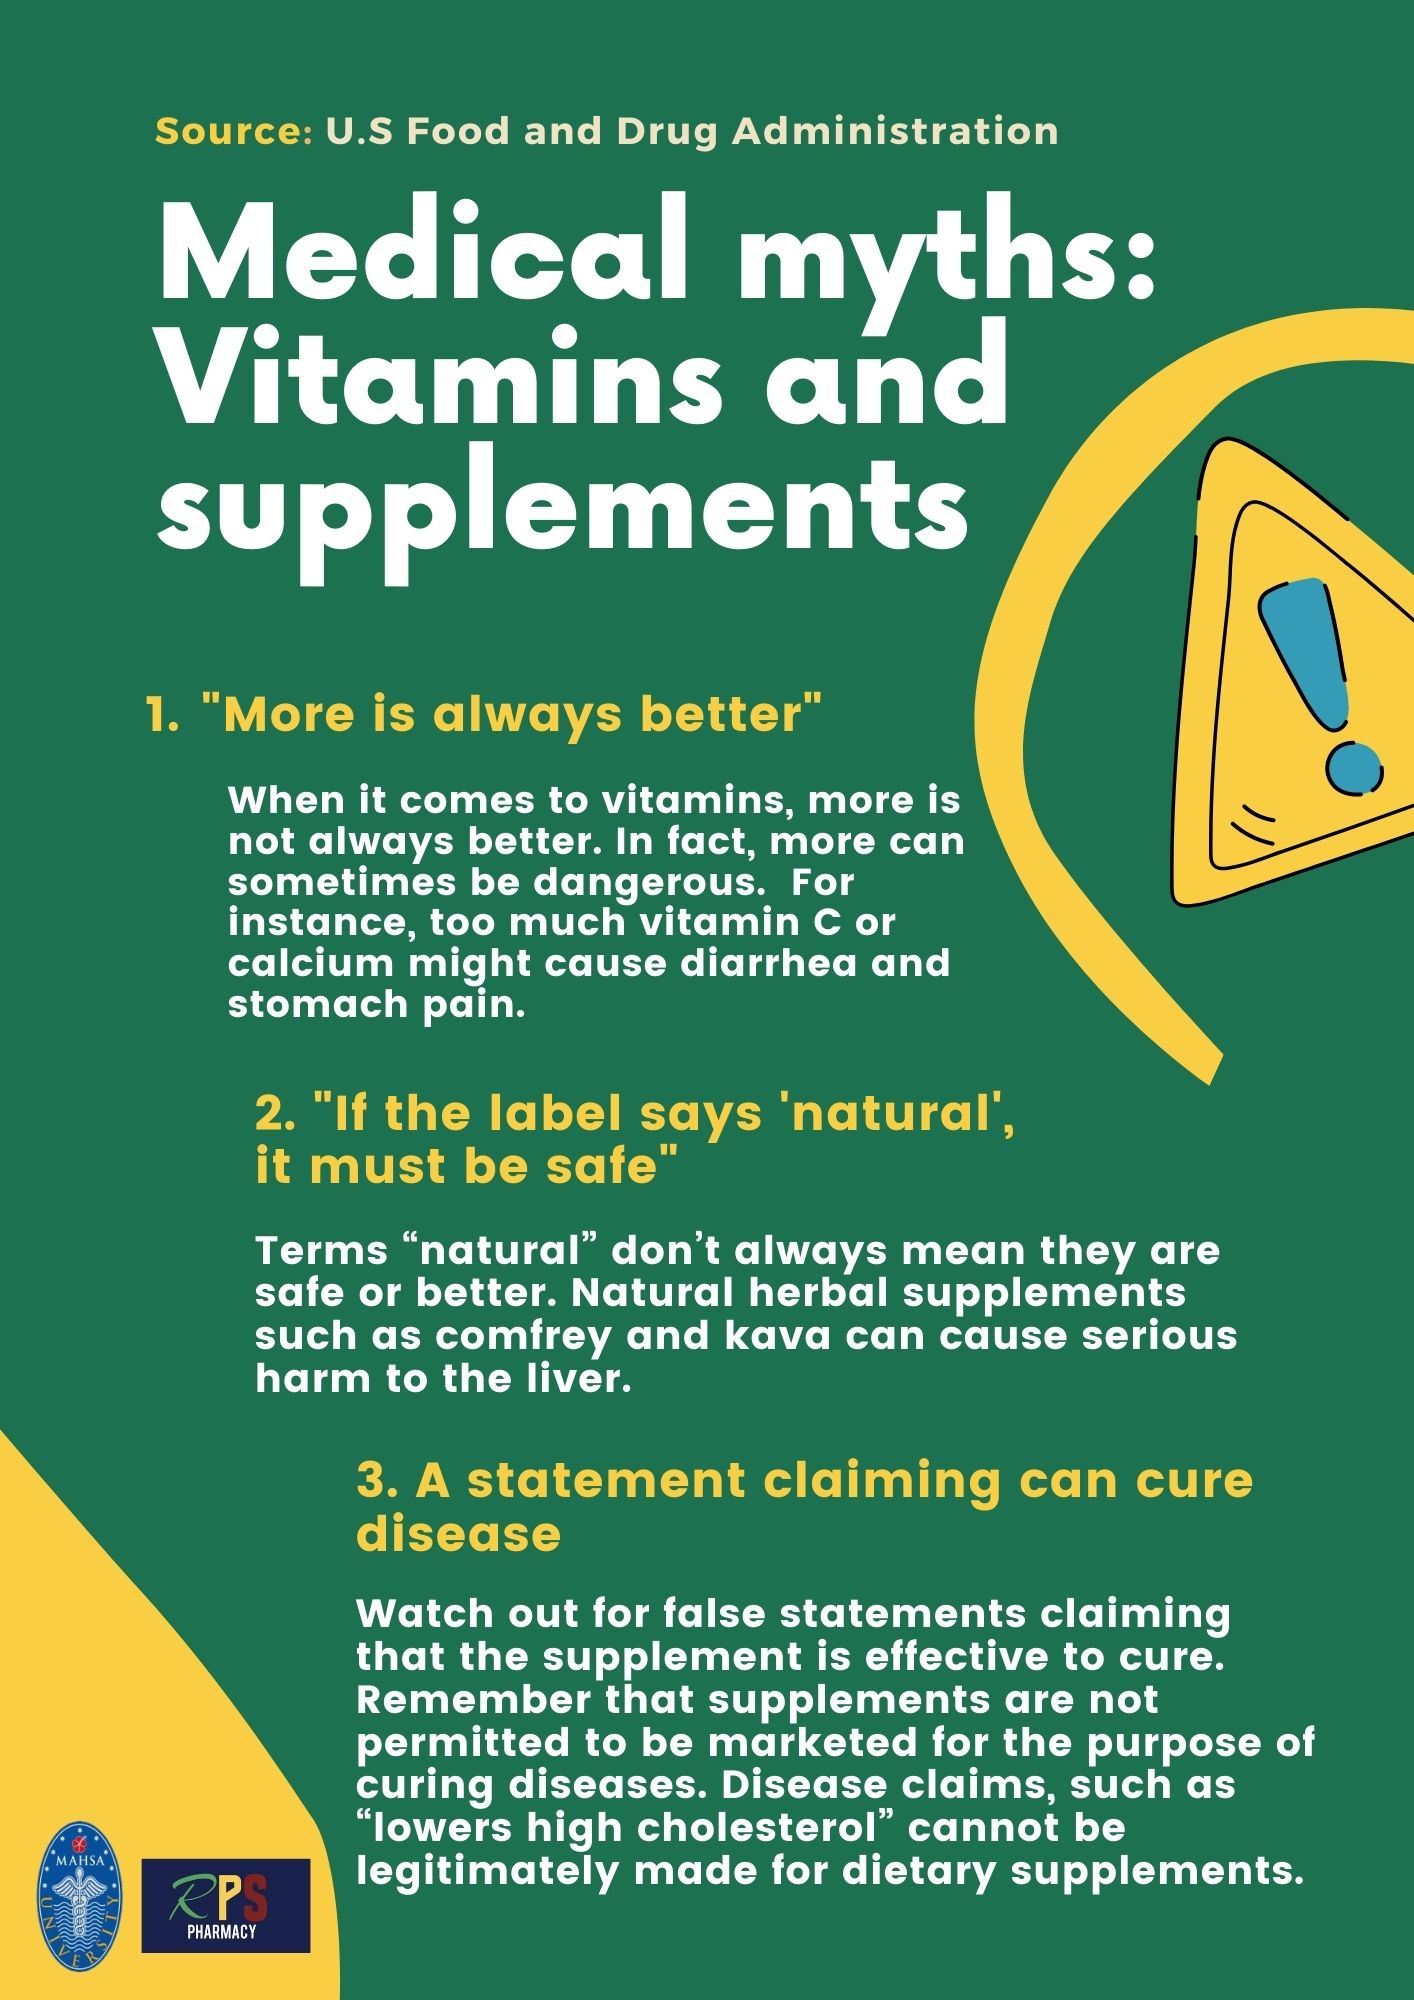 Source: U.S Food and Drug Administration
Medical myths:
Vitamins and
supplements
1. "More is always better"
When it comes to vitamins, more is
not always better. In fact, more can
sometimes be dangerous.  For
instance, too much vitamin C or
calcium might cause diarrhea and
stomach pain.
2. "If the label says 'natural',
it must be safe"
Terms “natural” don’t always mean they are
safe or better. Natural herbal supplements
such as comfrey and kava can cause serious
harm to the liver.
3. A statement claiming can cure
disease
Watch out for false statements claiming
that the supplement is effective to cure.
Remember that supplements are not
permitted to be marketed for the purpose of
curing diseases. Disease claims, such as
“lowers high cholesterol” cannot be
legitimately made for dietary supplements.
MAHSA
UNIVERSITY
RPS
PHARMACY